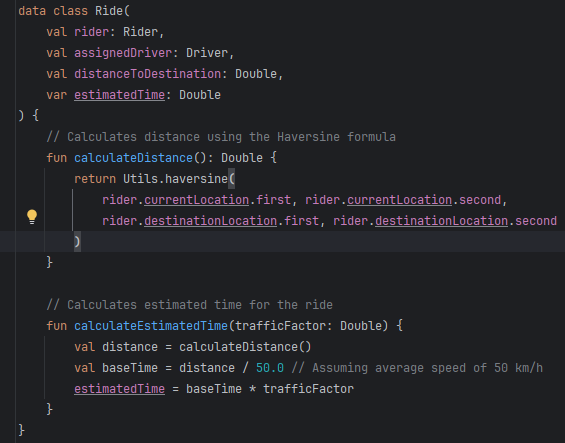 data class Ride(
    val rider: Rider,
    val assignedDriver: Driver,
    val distanceToDestination: Double,
    var estimatedTime: Double
) {
    // Calculates distance using the Haversine formula
    fun calculateDistance(): Double {
        return Utils.haversine(
            rider.currentLocation.first, rider.currentLocation.second,
            rider.destinationLocation.first, rider.destinationLocation.second
        )
    }

    // Calculates estimated time for the ride
    fun calculateEstimatedTime(trafficFactor: Double) {
        val distance = calculateDistance()
        val baseTime = distance / 50.0 // Assuming average speed of 50 km/h
        estimatedTime = baseTime * trafficFactor
    }
}